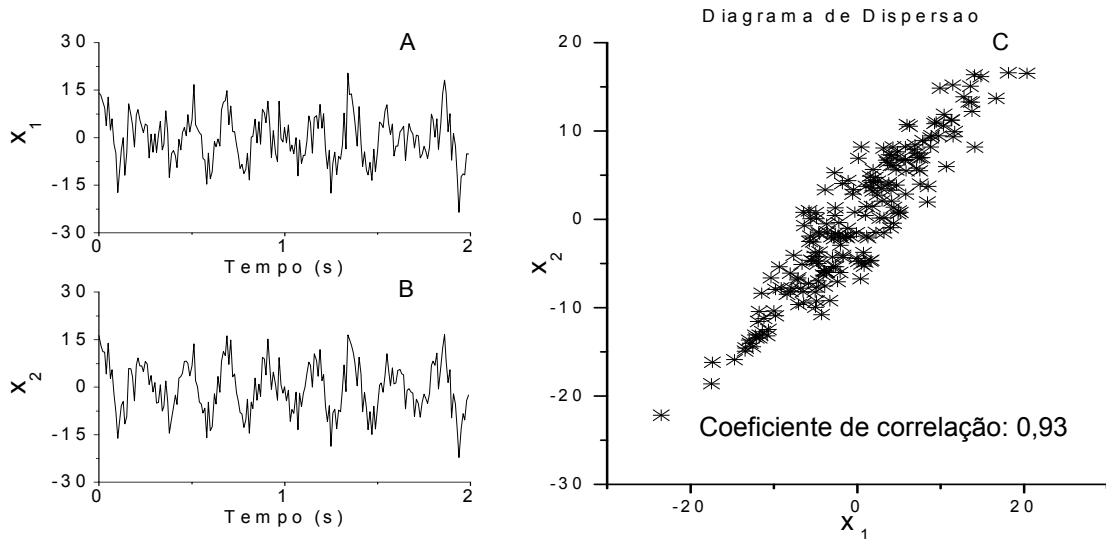 A
30
15
0
-15
-30
x1
0
1
2
Tempo (s)
B
30
15
0
-15
-30
x2
0
1
2
Tempo (s)
Diagrama de Dispersao
C
20
10
0
-10
-20
-30
x2
Coeficiente de correlação: 0,93
-20
0
20
x1